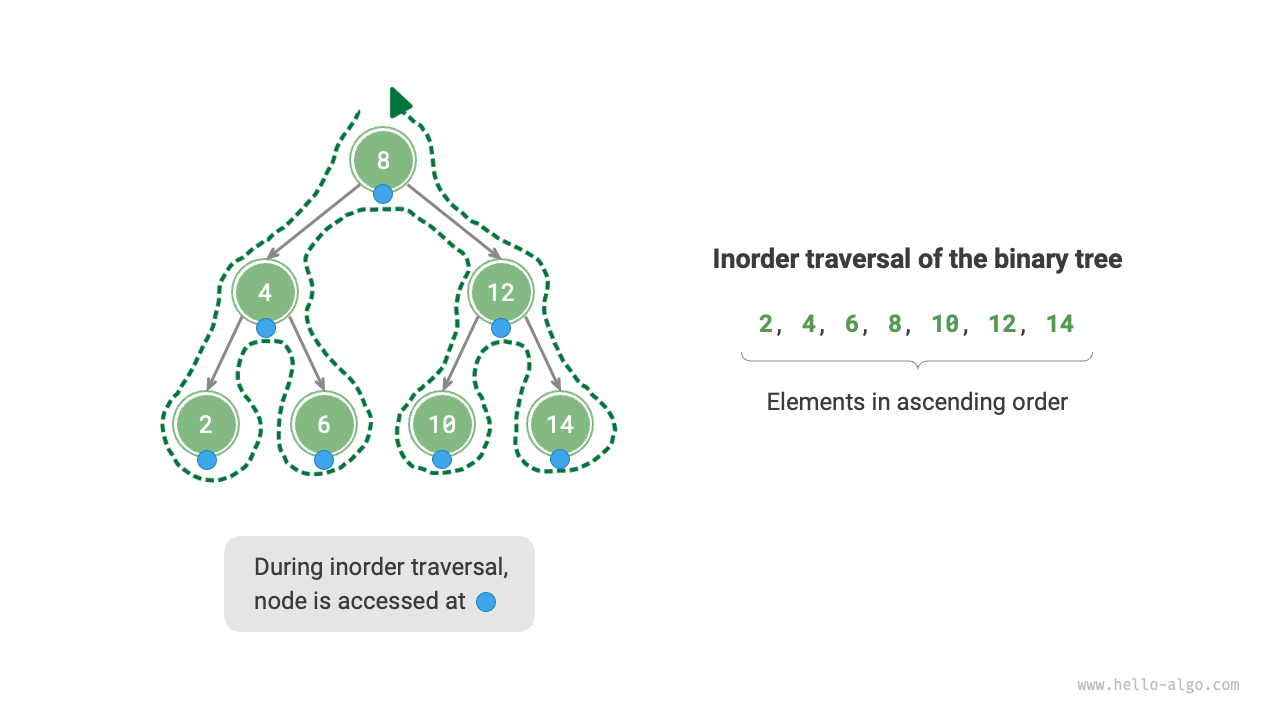 8
4
12
2
6
10
14
Inorder traversal of the binary tree
2, 4, 6, 8, 10, 12, 14
Elements in ascending order
During inorder traversal,
node is accessed at
www.hello-algo.com